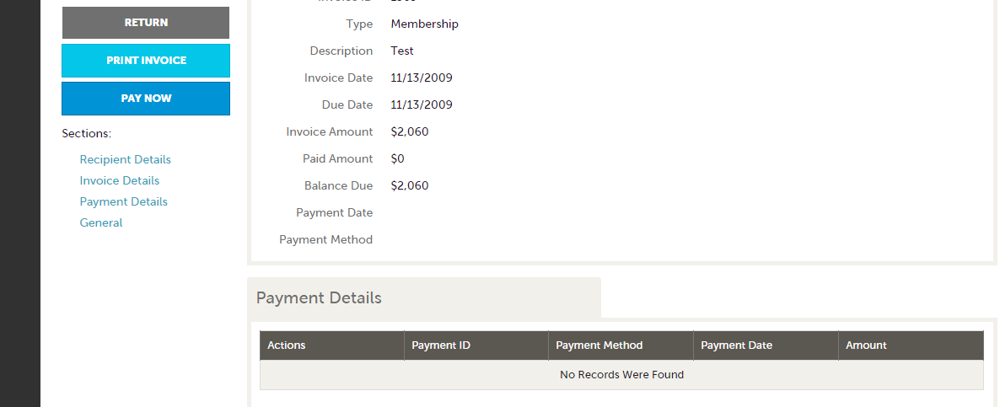 RETURN
PRINT INVOICE
PAY NOW
Sections:
Recipient Details
Invoice Details
Payment Details
General
Type Membership
Description Test
Invoice Date 11/13/2009
Due Date 11/13/2009
Invoice Amount $2,060
Paid Amount $0
Balance Due $2,060
Payment Date
Payment Method
Payment Details
Actions Payment ID Payment Method Payment Date Amount
No Records Were Found